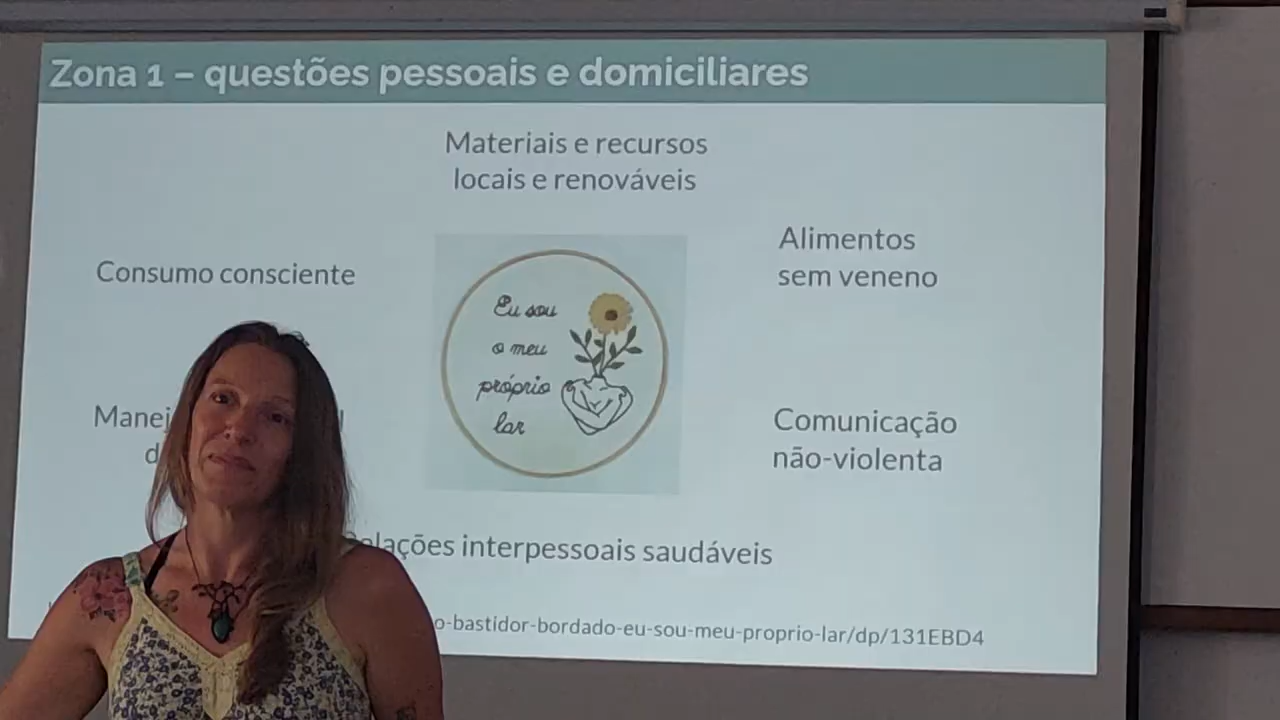 Zona 1 – questões pessoais e domiciliares
Materiais e recursos
locais e renováveis
Alimentos
sem veneno
Consumo consciente
Eu sou
o meu
próprio
lar
Comunicação
não-violenta
interpessoais saudáveis
o-bastidor-bordado-eu-sou-meu-proprio-lar/dp/131EBD4